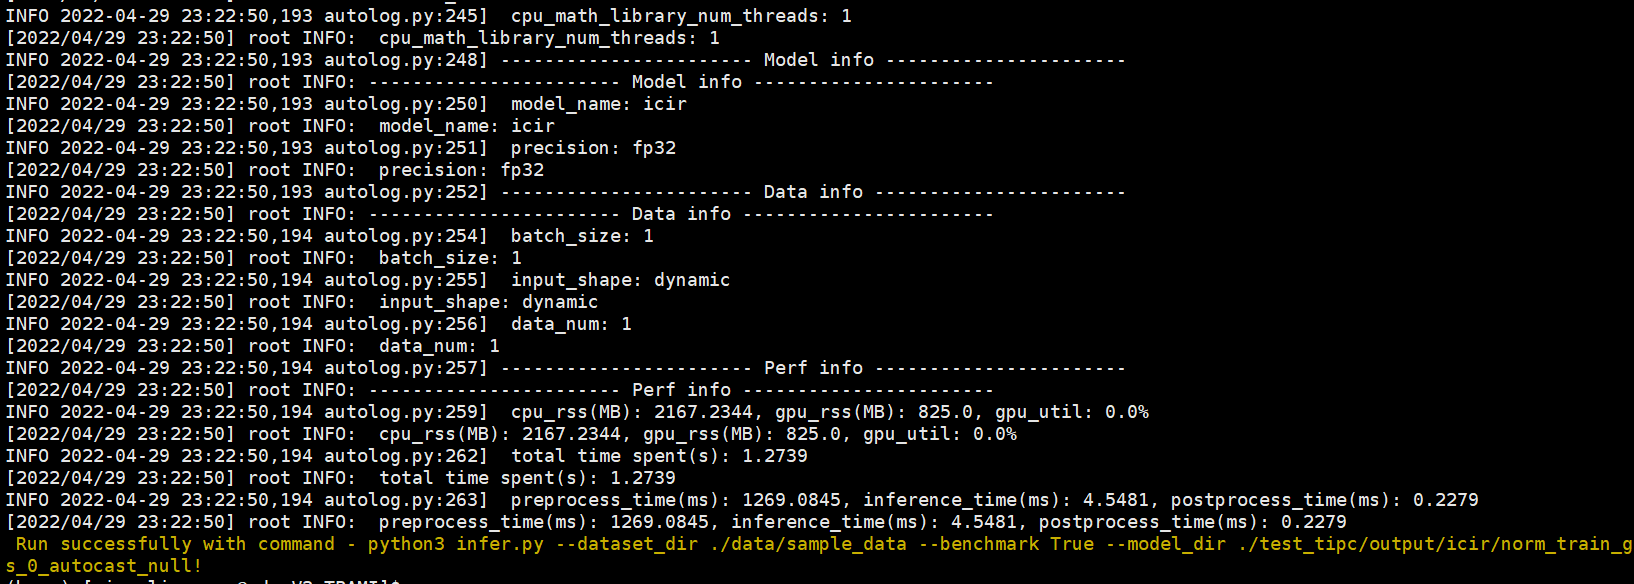 INFO 2022-04-29 23:22:50,193 autolog.py:245]  cpu_math_library_num_threads: 1
[2022/04/29 23:22:50] root INFO:  cpu_math_library_num_threads: 1
INFO 2022-04-29 23:22:50,193 autolog.py:248] ----------------------- Model info ----------------------
[2022/04/29 23:22:50] root INFO: ----------------------- Model info ----------------------
INFO 2022-04-29 23:22:50,193 autolog.py:250]  model_name: icir
[2022/04/29 23:22:50] root INFO:  model_name: icir
INFO 2022-04-29 23:22:50,193 autolog.py:251]  precision: fp32
[2022/04/29 23:22:50] root INFO:  precision: fp32
INFO 2022-04-29 23:22:50,193 autolog.py:252] ----------------------- Data info -----------------------
[2022/04/29 23:22:50] root INFO: ----------------------- Data info -----------------------
INFO 2022-04-29 23:22:50,194 autolog.py:254]  batch_size: 1
[2022/04/29 23:22:50] root INFO:  batch_size: 1
INFO 2022-04-29 23:22:50,194 autolog.py:255]  input_shape: dynamic
[2022/04/29 23:22:50] root INFO:  input_shape: dynamic
INFO 2022-04-29 23:22:50,194 autolog.py:256]  data_num: 1
[2022/04/29 23:22:50] root INFO:  data_num: 1
INFO 2022-04-29 23:22:50,194 autolog.py:257] ----------------------- Perf info -----------------------
[2022/04/29 23:22:50] root INFO: ----------------------- Perf info -----------------------
INFO 2022-04-29 23:22:50,194 autolog.py:259]  cpu_rss(MB): 2167.2344, gpu_rss(MB): 825.0, gpu_util: 0.0%
[2022/04/29 23:22:50] root INFO:  cpu_rss(MB): 2167.2344, gpu_rss(MB): 825.0, gpu_util: 0.0%
INFO 2022-04-29 23:22:50,194 autolog.py:262]  total time spent(s): 1.2739
[2022/04/29 23:22:50] root INFO:  total time spent(s): 1.2739
INFO 2022-04-29 23:22:50,194 autolog.py:263]  preprocess_time(ms): 1269.0845, inference_time(ms): 4.5481, postprocess_time(ms): 0.2279
[2022/04/29 23:22:50] root INFO:  preprocess_time(ms): 1269.0845, inference_time(ms): 4.5481, postprocess_time(ms): 0.2279
 Run successfully with command - python3 infer.py --dataset_dir ./data/sample_data --benchmark True --model_dir ./test_tipc/output/icir/norm_train_g
s_0_autocast_null!